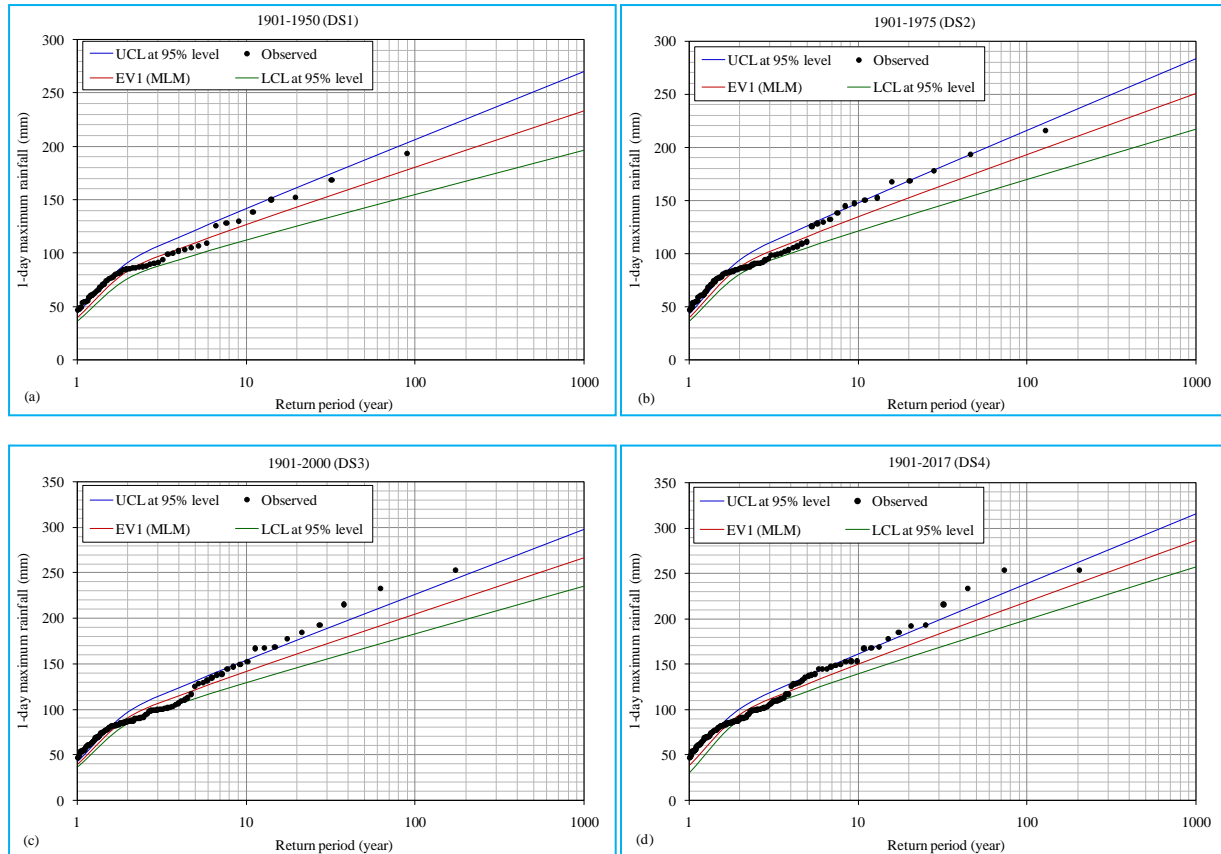 1901-1950 (DS1)
300
250
200
150
100
50
0
1-day maximum rainfall (mm)
UCL at 95% level
Observed
EV1 (MLM)
LCL at 95% level
1
10
100
1000
Return period (year)
(a)
1901-1975 (DS2)
300
250
200
150
100
50
0
1-day maximum rainfall (mm)
UCL at 95% level
Observed
EV1 (MLM)
LCL at 95% level
1
10
100
1000
Return period (year)
(b)
1901-2000 (DS3)
350
300
250
200
150
100
50
0
1-day maximum rainfall (mm)
UCL at 95% level
Observed
EV1 (MLM)
LCL at 95% level
1
10
100
1000
Return period (year)
(c)
1901-2017 (DS4)
350
300
250
200
150
100
50
0
1-day maximum rainfall (mm)
UCL at 95% level
Observed
EV1 (MLM)
LCL at 95% level
1
10
100
1000
Return period (year)
(d)